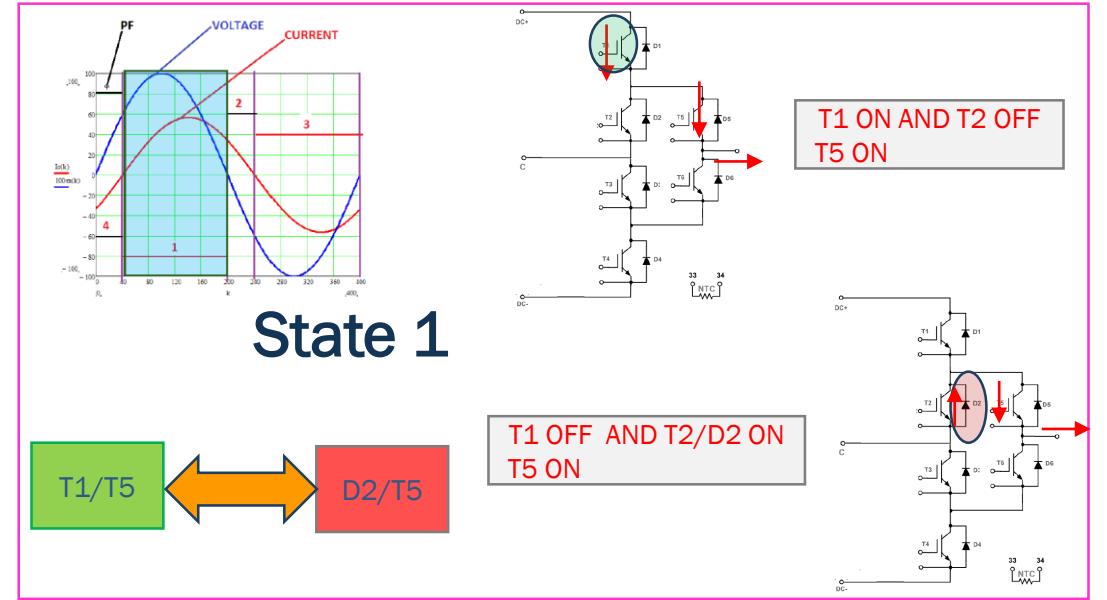 PF
VOLTAGE
CURRENT
100
80
60
40
20
0
-20
-40
-60
-80
-100
Io(k)
100·m(k)
1
2
3
4
0
40
80
120
160
200
240
280
320
360
400
k
State 1
T1/T5
D2/T5
DC+
D1
T2
D2
T5
D5
C
T3
T6
D6
T4
D4
DC-
33
34
NTC
T1 ON AND T2 OFF
T5 ON
T1 OFF AND T2/D2 ON
T5 ON
DC+
T1
D1
T2
D2
D5
C
T3
T6
D6
T4
D4
DC-
33
34
NTC